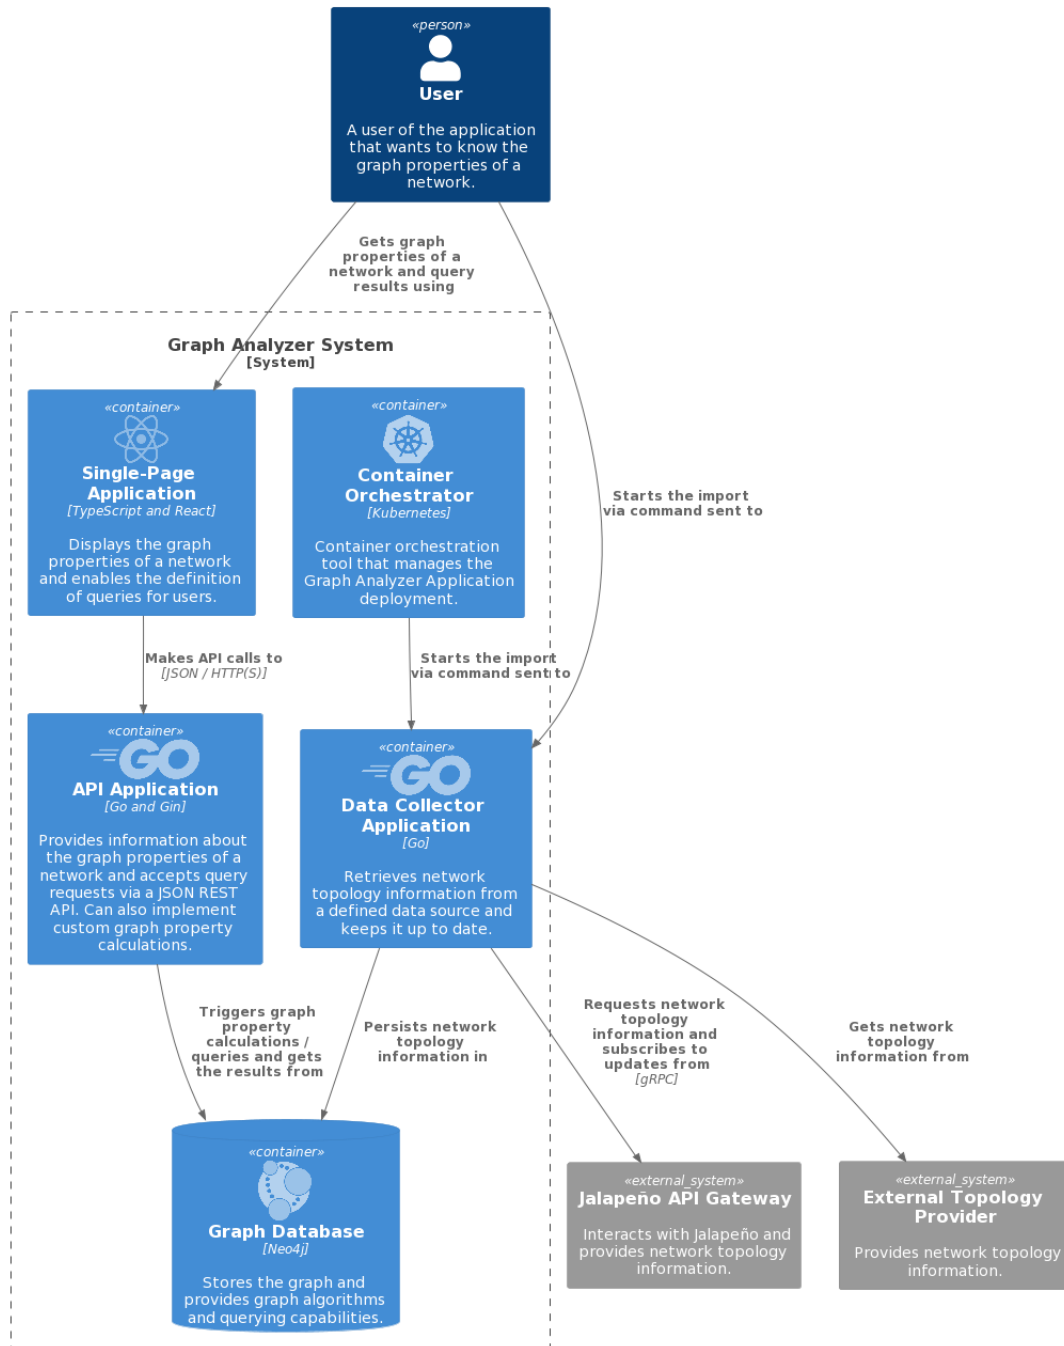 «person»
User
A user of the application
that wants to know the
graph properties of a
network.
Gets graph
properties of a
network and query
results using
Graph Analyzer System
[System]
«container»
Single-Page
Application
[TypeScript and React]
Displays the graph
properties of a network
and enables the definition
of queries for users.
«container»
Container
Orchestrator
[Kubernetes]
Container orchestration
tool that manages the
Graph Analyzer Application
deployment.
Starts the import
via command sent to
Makes API calls to
[JSON / HTTP(S)]
Starts the import
via command sent to
«container»
GO
API Application
[Go and Gin]
Provides information about
the graph properties of a
network and accepts query
requests via a JSON REST
API. Can also implement
custom graph property
calculations.
«container»
GO
Data Collector
Application
[Go]
Retrieves network
topology information from
a defined data source and
keeps it up to date.
Triggers graph
property
calculations /
queries and gets
the results from
Persists network
topology
information in
Requests network
topology
information and
subscribes to
updates from
[gRPC]
Gets network
topology
information from
«container»
Graph Database
[Neo4j]
Stores the graph and
provides graph algorithms
and querying capabilities.
«external_system»
Jalapeño API Gateway
Interacts with Jalapeño and
provides network topology
information.
«external_system»
External Topology
Provider
Provides network topology
information.